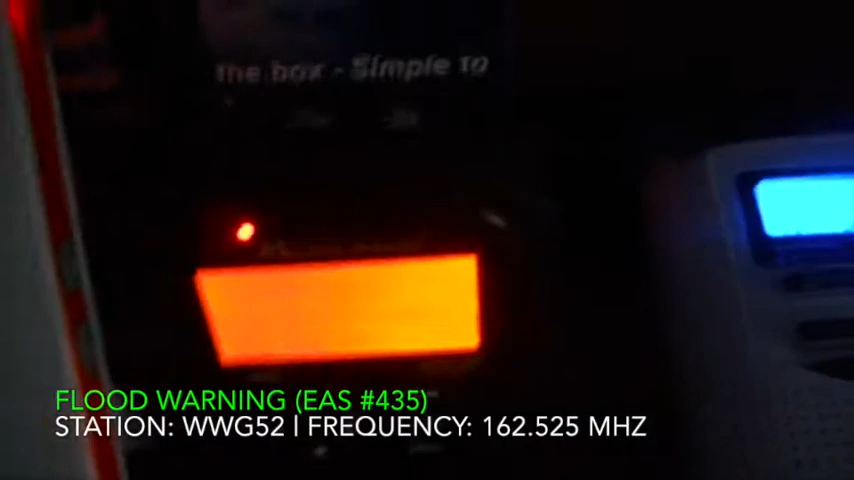 the box - Simple to
FLOOD WARNING (EAS #435)
STATION: WWG52 | FREQUENCY: 162.525 MHZ